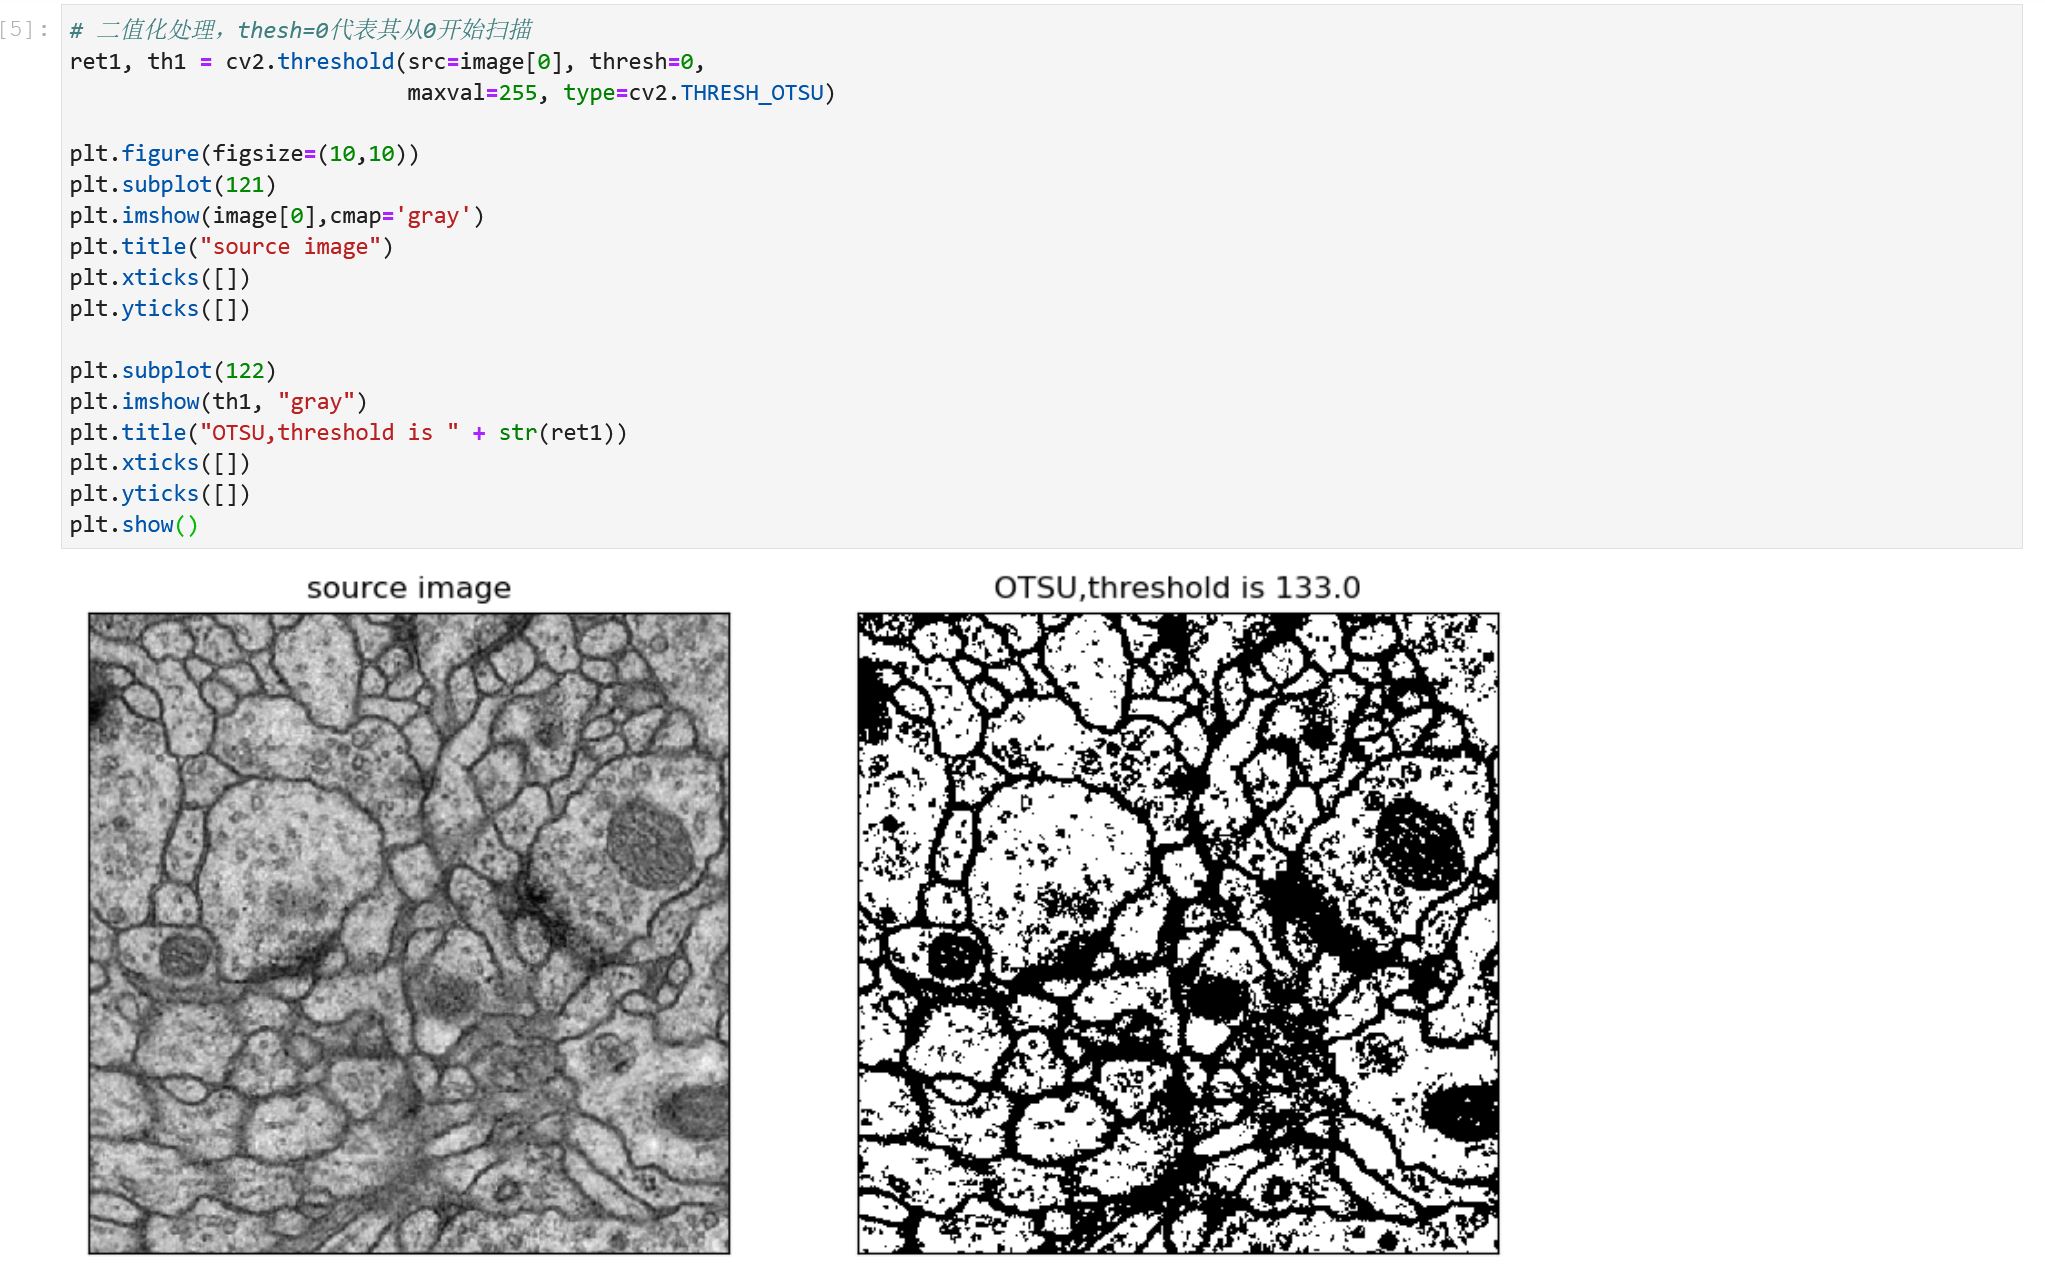 [5]:
# 二值化处理，thesh=0代表其从0开始扫描
ret1, th1 = cv2.threshold(src=image[0], thresh=0,
                          maxval=255, type=cv2.THRESH_OTSU)
plt.figure(figsize=(10,10))
plt.subplot(121)
plt.imshow(image[0],cmap='gray')
plt.title("source image")
plt.xticks([])
plt.yticks([])
plt.subplot(122)
plt.imshow(th1, "gray")
plt.title("OTSU,threshold is " + str(ret1))
plt.xticks([])
plt.yticks([])
plt.show()
source image
OTSU,threshold is 133.0